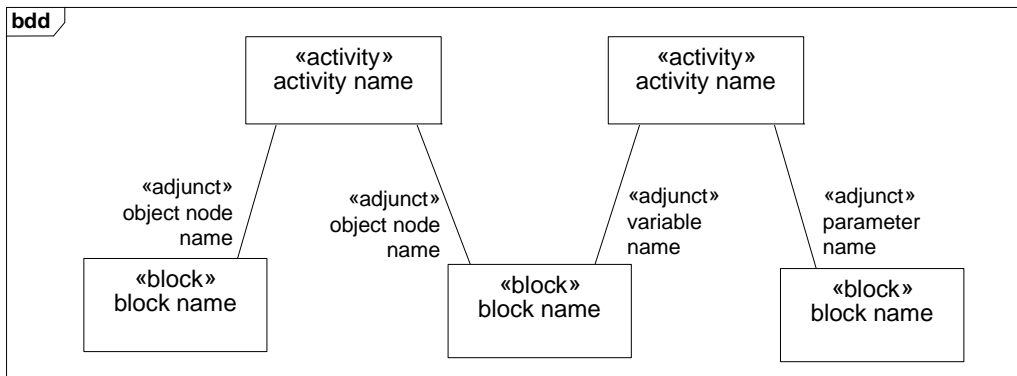 bdd
«activity»
activity name
«activity»
activity name
«adjunct»
object node
name
«adjunct»
object node
name
«adjunct»
variable
name
«adjunct»
parameter
name
«block»
block name
«block»
block name
«block»
block name